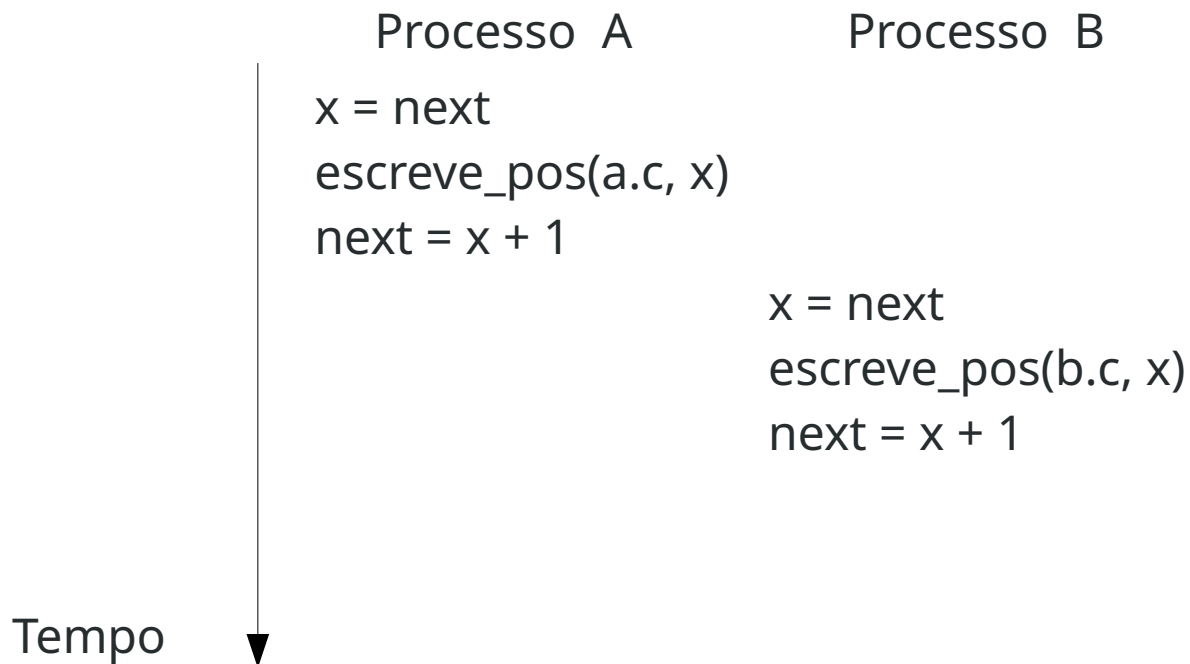 Processo A
Processo B
x = next
escreve_pos(a.c, x)
next = x + 1
x = next
escreve_pos(b.c, x)
next = x + 1
Tempo